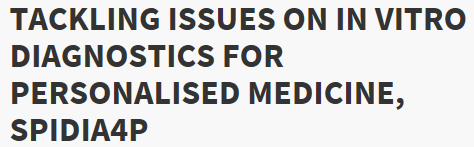 TACKLING ISSUES ON IN VITRO
DIAGNOSTICS FOR
PERSONALISED MEDICINE,
SPIDIA4P